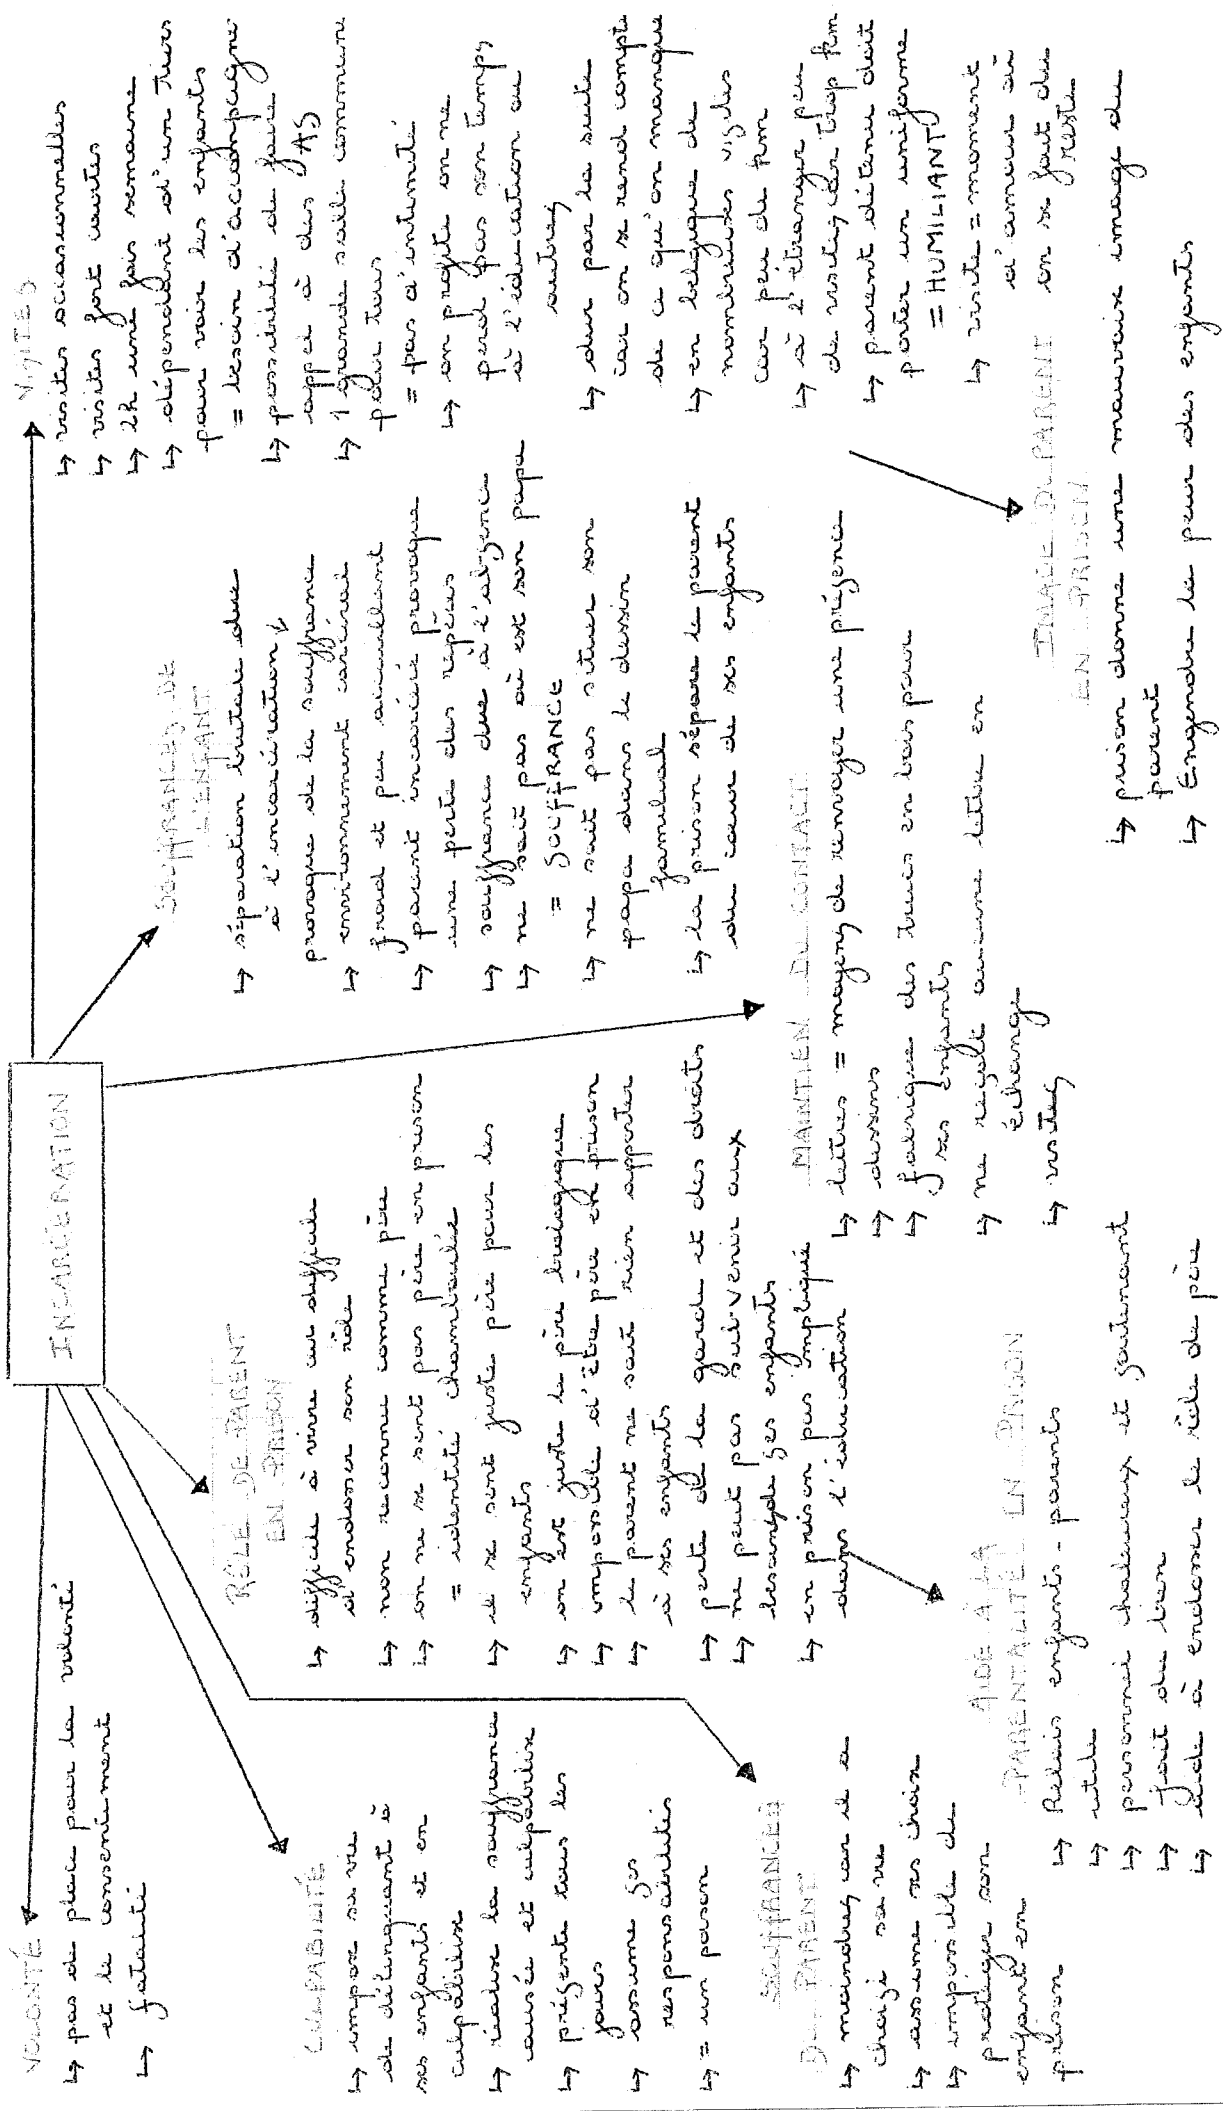 INCARCERATION
VOLONTÉ
↳ pas de place pour la volonté
et le consentiment
↳ fatalité
CULPABILITÉ
↳ impose sa vie
de délinquant à
ses enfants et en
culpabilise
↳ réalise la souffrance
causée et culpabilise
↳ présente tous les
jours
↳ assume ses
responsabilités
↳ = un poison
SOUFFRANCES
DU PARENT
↳ moindres car il a
choisi sa vie
↳ assume ses choix
↳ impossible de
protéger son
enfant en
prison
RÔLE DE PARENT
EN PRISON
↳ difficile à vivre car difficile
d'endosser son rôle
↳ non reconnu comme père
↳ on ne se sent pas père en prison
= identité chamboulée
↳ il se sent juste père pour les
enfants
↳ on est juste le père biologique
↳ impossible d'être père en prison
↳ le parent ne sait rien apporter
à ses enfants
↳ perte de la garde et des droits
↳ ne peut pas subvenir aux
besoins de ses enfants
↳ en prison pas impliqué
dans l'éducation
AIDE A LA
PARENTALITÉ EN PRISON
↳ Relais enfants-parents
↳ utile
↳ personnel chaleureux et soutenant
↳ fait du bien
↳ aide à endosser le rôle de père
SOUFFRANCES DE
L'ENFANT
↳ séparation brutale due
à l'incarcération
provoque de la souffrance
↳ environnement carcéral
froid et peu accueillant
↳ parent incarcéré provoque
une perte des repères
↳ souffrance due à l'absence
↳ ne sait pas où est son papa
= SOUFFRANCE
↳ ne sait pas situer son
papa dans le dessin
familial
↳ la prison sépare le parent
du coeur de ses enfants
MAINTIEN DU CONTACT
↳ lettres = moyens de renvoyer une présence
↳ dessins
↳ fabrique des trucs en bois pour
ses enfants
↳ ne reçoit aucune lettre en
échange
↳ visites
VISITES
↳ visites occasionnelles
↳ visites fort courtes
↳ 2h une fois semaine
↳ dépendant d'un tiers
pour voir les enfants
= besoin d'accompagne
↳ possibilité de faire
appel à des AS
↳ 1 grande salle commune
pour tous
= pas d'intimité
↳ on profite on ne
perd pas son temps
à l'éducation ou
autres
↳ dur par la suite
car on se rend compte
de ce qu'on manque
↳ en belgique de
nombreuses visites
car peu de km
↳ à l'étranger peu
de visites car trop km
↳ parent détenu doit
porter un uniforme
= HUMILIANT
↳ visite = moment
d'amour où
on se fout du
reste
IMAGE DU PARENT
EN PRISON
↳ prison donne une mauvaise image du
parent
↳ Engendre la peur des enfants